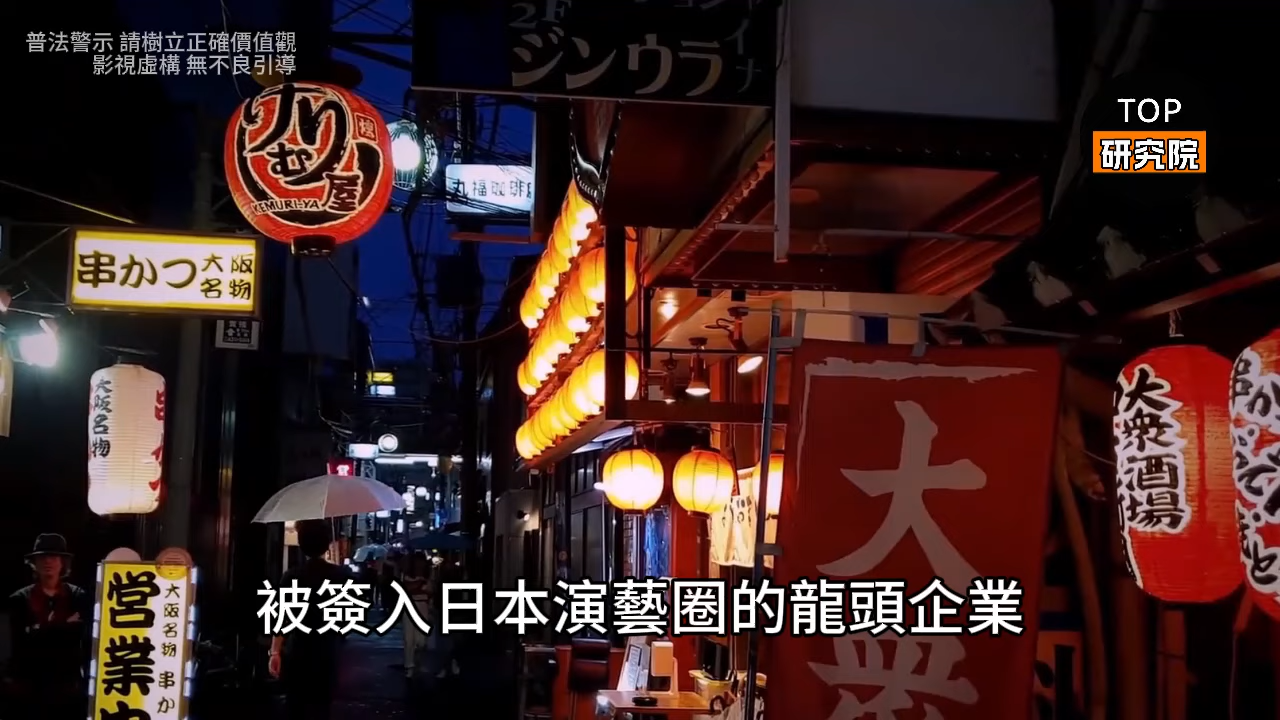 普法警示 請樹立正確價值觀
影視虛構 無不良引導
2F
ジンウラ
TOP
研究院
けむり屋
KEMURI-YA
丸福珈琲
串かつ
大阪
名物
大阪名物
大衆酒場
大衆
営業
大阪名物 串か
被簽入日本演藝圈的龍頭企業